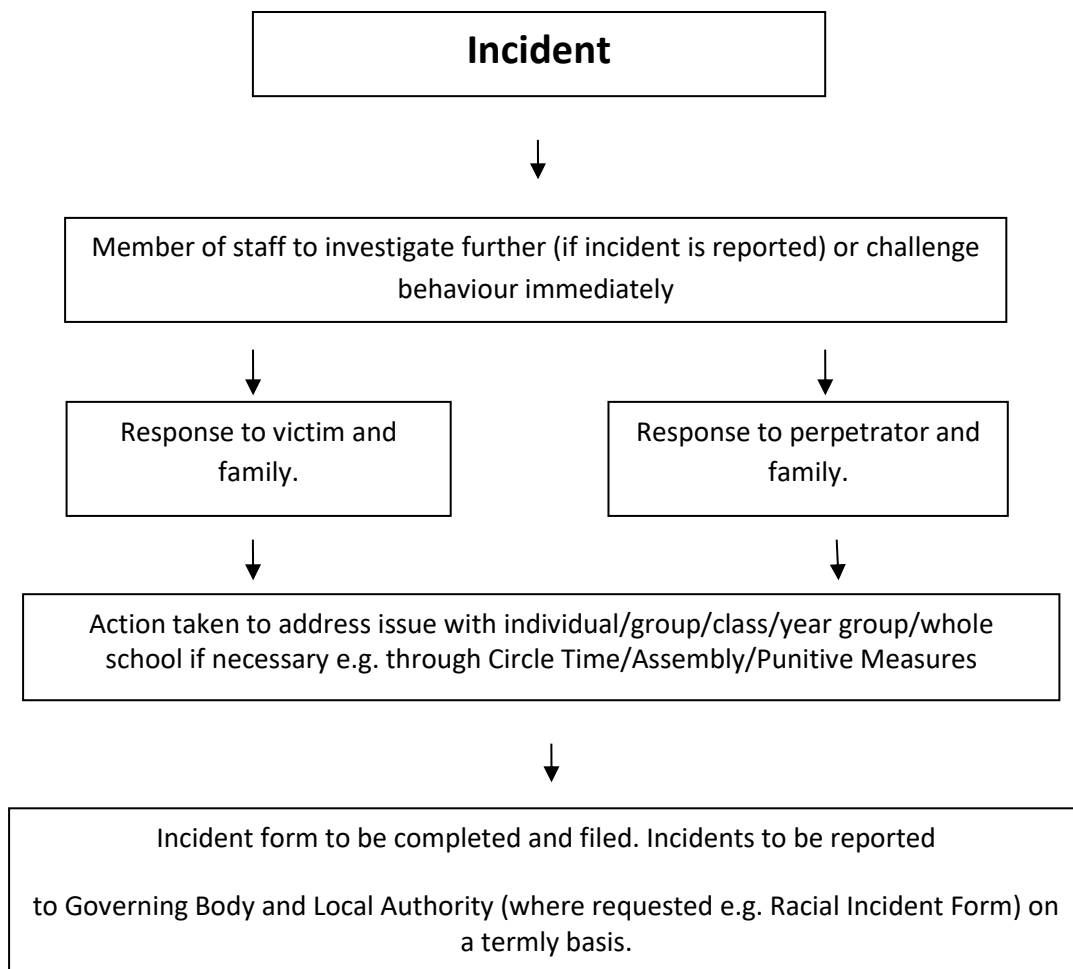 Incident
Member of staff to investigate further (if incident is reported) or challenge
behaviour immediately
Response to victim and
family.
Response to perpetrator and
family.
Action taken to address issue with individual/group/class/year group/whole
school if necessary e.g. through Circle Time/Assembly/Punitive Measures
Incident form to be completed and filed. Incidents to be reported
to Governing Body and Local Authority (where requested e.g. Racial Incident Form) on
a termly basis.